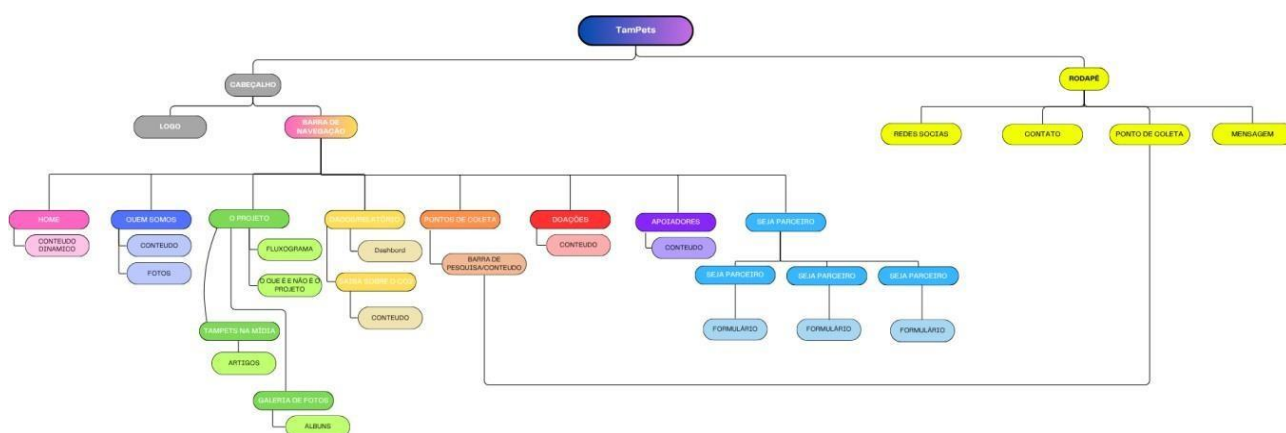 TamPets
CABEÇALHO
RODAPÉ
LOGO
BARRA DE
NAVEGAÇÃO
REDES SOCIAS
CONTATO
PONTO DE COLETA
MENSAGEM
HOME
QUEM SOMOS
O PROJETO
DADOS/RELATÓRIO
PONTOS DE COLETA
DOAÇÕES
APOIADORES
SEJA PARCEIRO
CONTEUDO
DINAMICO
CONTEUDO
FOTOS
FLUXOGRAMA
O QUE É E NÃO É O
PROJETO
Dashbord
BARRA DE
PESQUISA/CONTEUDO
CONTEUDO
CONTEUDO
SEJA PARCEIRO
SEJA PARCEIRO
SEJA PARCEIRO
CONTEUDO
FORMULÁRIO
FORMULÁRIO
FORMULÁRIO
TAMPETS NA MÍDIA
ARTIGOS
GALERIA DE FOTOS
ALBUNS